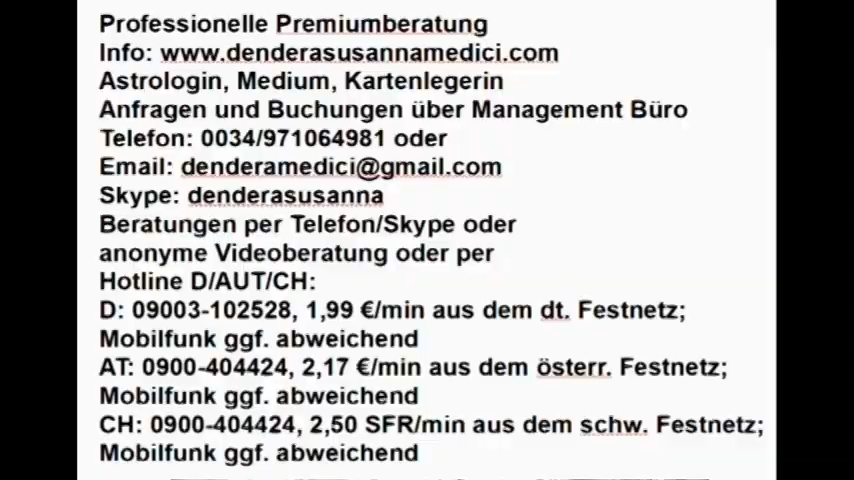 Professionelle Premiumberatung
Info: www.denderasusannamedici.com
Astrologin, Medium, Kartenlegerin
Anfragen und Buchungen über Management Büro
Telefon: 0034/971064981 oder
Email: denderamedici@gmail.com
Skype: denderasusanna
Beratungen per Telefon/Skype oder
anonyme Videoberatung oder per
Hotline D/AUT/CH:
D: 09003-102528, 1,99 €/min aus dem dt. Festnetz;
Mobilfunk ggf. abweichend
AT: 0900-404424, 2,17 €/min aus dem österr. Festnetz;
Mobilfunk ggf. abweichend
CH: 0900-404424, 2,50 SFR/min aus dem schw. Festnetz;
Mobilfunk ggf. abweichend